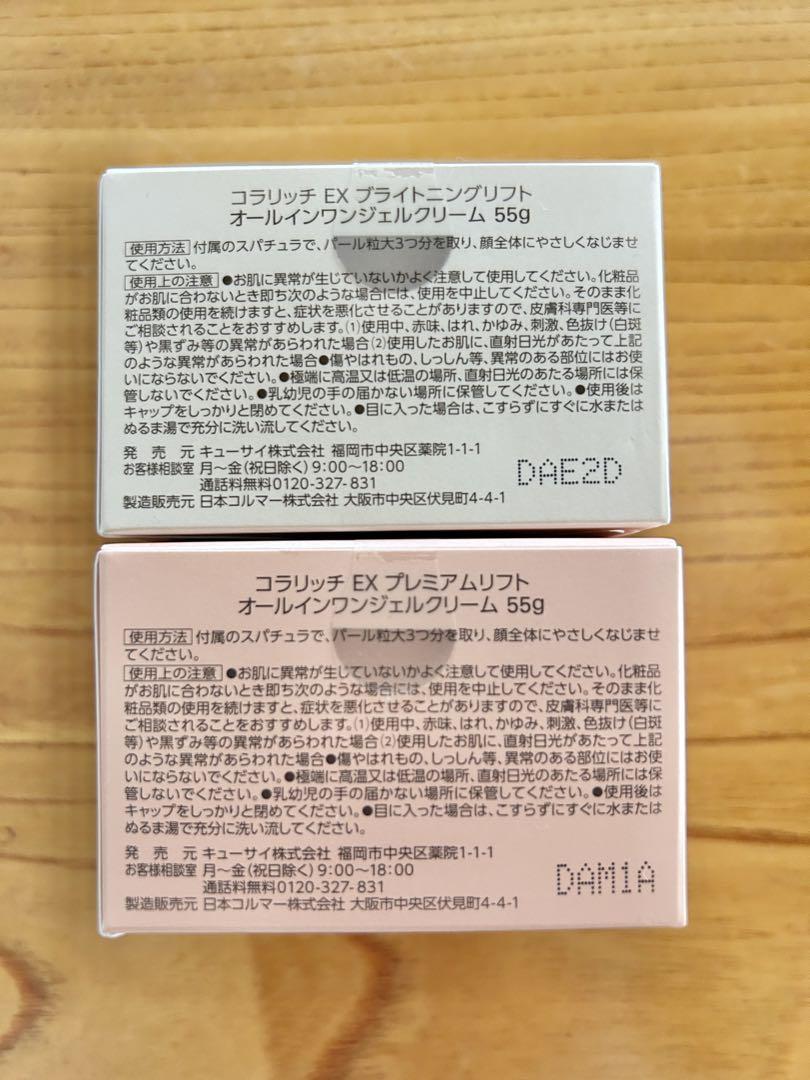 コラリッチ EX ブライトニングリフト
オールインワンジェルクリーム 55g
使用方法 付属のスパチュラで、パール粒大3つ分を取り、顔全体にやさしくなじませ
てください。
使用上の注意 ●お肌に異常が生じていないかよく注意して使用してください。化粧品
がお肌に合わないとき即ち次のような場合には、使用を中止してください。そのまま化
粧品類の使用を続けますと、症状を悪化させることがありますので、皮膚科専門医等に
ご相談されることをおすすめします。(1)使用中、赤味、はれ、かゆみ、刺激、色抜け(白斑
等)や黒ずみ等の異常があらわれた場合(2)使用したお肌に、直射日光があたって上記
のような異常があらわれた場合●傷やはれもの、しっしん等、異常のある部位にはお使
いにならないでください。●極端に高温又は低温の場所、直射日光のあたる場所には保
管しないでください。●乳幼児の手の届かない場所に保管してください。●使用後は
キャップをしっかりと閉めてください。●目に入った場合は、こすらずにすぐに水または
ぬるま湯で充分に洗い流してください。
発売元 キューサイ株式会社 福岡市中央区薬院1-1-1
お客様相談室 月〜金(祝日除く)9:00〜18:00
通話料無料0120-327-831
製造販売元 日本コルマー株式会社 大阪市中央区伏見町4-4-1
DAE2D
コラリッチ EX プレミアムリフト
オールインワンジェルクリーム 55g
使用方法 付属のスパチュラで、パール粒大3つ分を取り、顔全体にやさしくなじませ
てください。
使用上の注意 ●お肌に異常が生じていないかよく注意して使用してください。化粧品
がお肌に合わないとき即ち次のような場合には、使用を中止してください。そのまま化
粧品類の使用を続けますと、症状を悪化させることがありますので、皮膚科専門医等に
ご相談されることをおすすめします。(1)使用中、赤味、はれ、かゆみ、刺激、色抜け(白斑
等)や黒ずみ等の異常があらわれた場合(2)使用したお肌に、直射日光があたって上記
のような異常があらわれた場合●傷やはれもの、しっしん等、異常のある部位にはお使
いにならないでください。●極端に高温又は低温の場所、直射日光のあたる場所には保
管しないでください。●乳幼児の手の届かない場所に保管してください。●使用後は
キャップをしっかりと閉めてください。●目に入った場合は、こすらずにすぐに水または
ぬるま湯で充分に洗い流してください。
発売元 キューサイ株式会社 福岡市中央区薬院1-1-1
お客様相談室 月〜金(祝日除く)9:00〜18:00
通話料無料0120-327-831
製造販売元 日本コルマー株式会社 大阪市中央区伏見町4-4-1
DAM1A